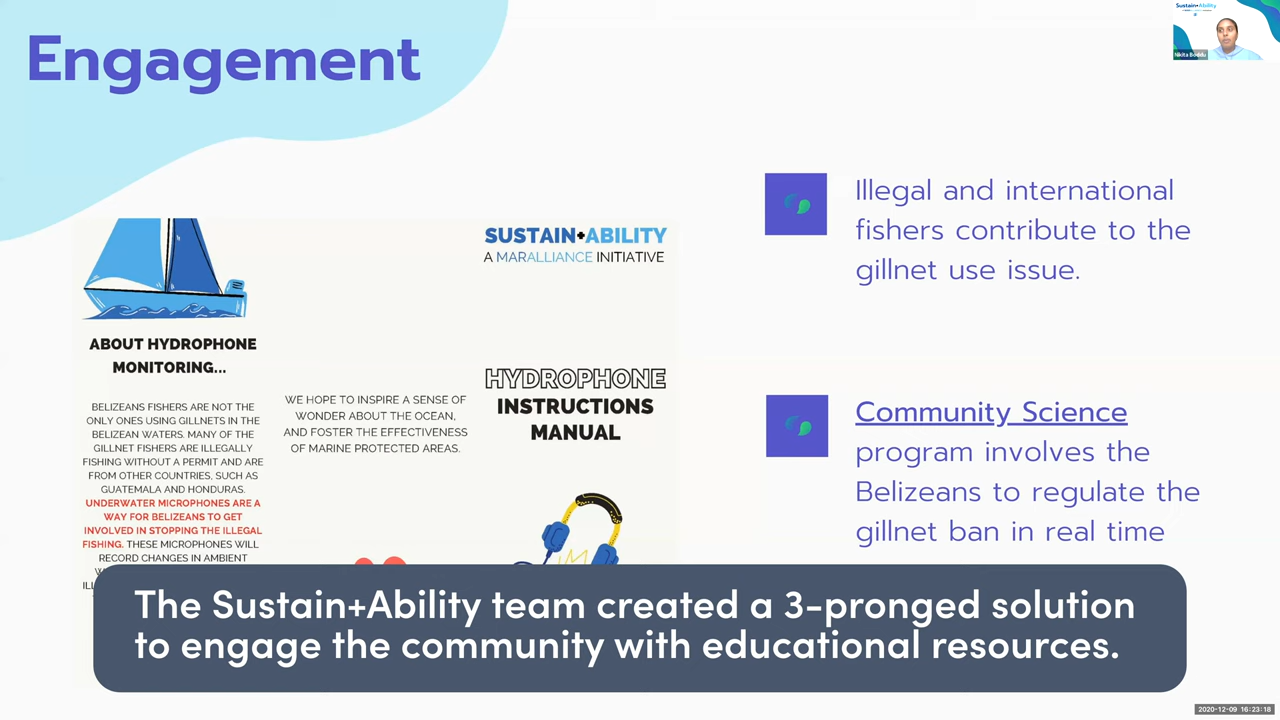 Engagement
Sustain+Ability
Nikita Boddu
Illegal and international
fishers contribute to the
gillnet use issue.
Community Science
program involves the
Belizeans to regulate the
gillnet ban in real time
ABOUT HYDROPHONE
MONITORING...
BELIZEANS FISHERS ARE NOT THE
ONLY ONES USING GILLNETS IN THE
BELIZEAN WATERS. MANY OF THE
GILLNET FISHERS ARE ILLEGALLY
FISHING WITHOUT A PERMIT AND ARE
FROM OTHER COUNTRIES, SUCH AS
GUATEMALA AND HONDURAS.
UNDERWATER MICROPHONES ARE A
WAY FOR BELIZEANS TO GET
INVOLVED IN STOPPING THE ILLEGAL
FISHING. THESE MICROPHONES WILL
RECORD CHANGES IN AMBIENT
WE HOPE TO INSPIRE A SENSE OF
WONDER ABOUT THE OCEAN,
AND FOSTER THE EFFECTIVENESS
OF MARINE PROTECTED AREAS.
SUSTAIN+ABILITY
A MARALLIANCE INITIATIVE
HYDROPHONE
INSTRUCTIONS
MANUAL
The Sustain+Ability team created a 3-pronged solution
to engage the community with educational resources.
2020-12-09 16:23:18